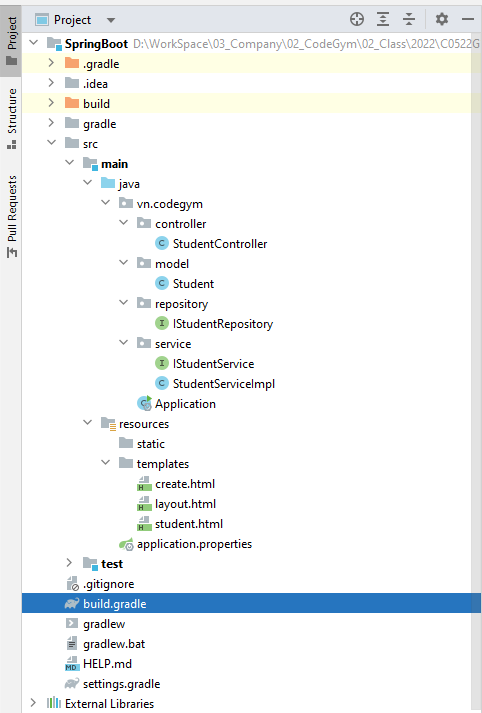 Project
Structure
Pull Requests
Project
SpringBoot D:\WorkSpace\03_Company\02_CodeGym\02_Class\2022\C0522G
.gradle
.idea
build
gradle
src
main
java
vn.codegym
controller
C StudentController
model
C Student
repository
I IStudentRepository
service
I IStudentService
C StudentServiceImpl
C Application
resources
static
templates
H create.html
H layout.html
H student.html
application.properties
test
.gitignore
build.gradle
gradlew
gradlew.bat
MD HELP.md
settings.gradle
External Libraries